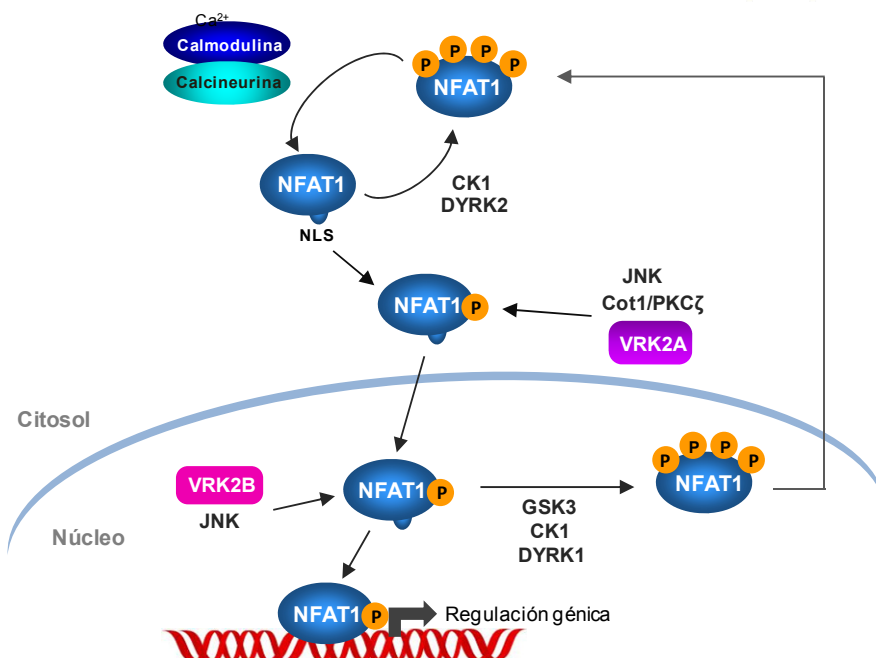 Ca²⁺
Calmodulina
Calcineurina
P P P P
NFAT1
NFAT1
NLS
CK1
DYRK2
NFAT1 P
JNK
Cot1/PKCζ
VRK2A
Citosol
Núcleo
VRK2B
JNK
NFAT1 P
GSK3
CK1
DYRK1
P P P P
NFAT1
NFAT1 P
Regulación génica